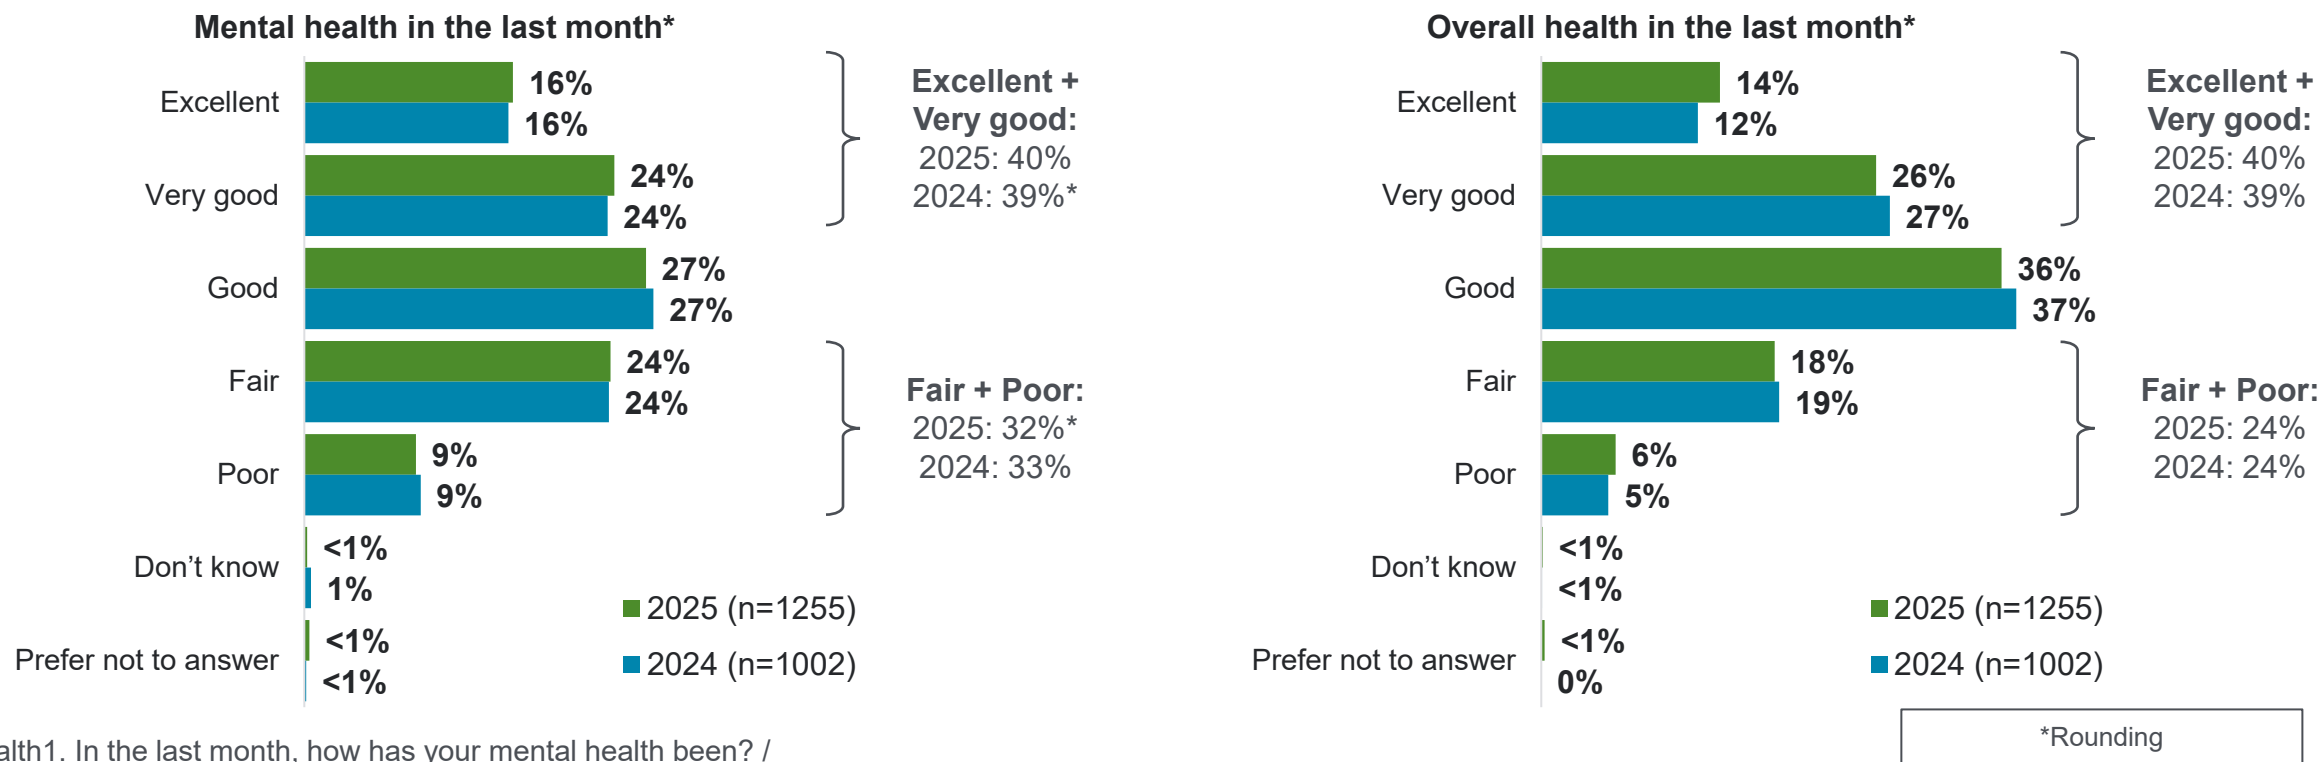 Mental health in the last month*
Excellent
16%
16%
Very good
24%
24%
Good
27%
27%
Fair
24%
24%
Poor
9%
9%
Don’t know
<1%
1%
Prefer not to answer
<1%
<1%
Excellent +
Very good:
2025: 40%
2024: 39%*
Fair + Poor:
2025: 32%*
2024: 33%
2025 (n=1255)
2024 (n=1002)
Overall health in the last month*
Excellent
14%
12%
Very good
26%
27%
Good
36%
37%
Fair
18%
19%
Poor
6%
5%
Don’t know
<1%
<1%
Prefer not to answer
<1%
0%
Excellent +
Very good:
2025: 40%
2024: 39%
Fair + Poor:
2025: 24%
2024: 24%
2025 (n=1255)
2024 (n=1002)
alth1. In the last month, how has your mental health been? /
*Rounding